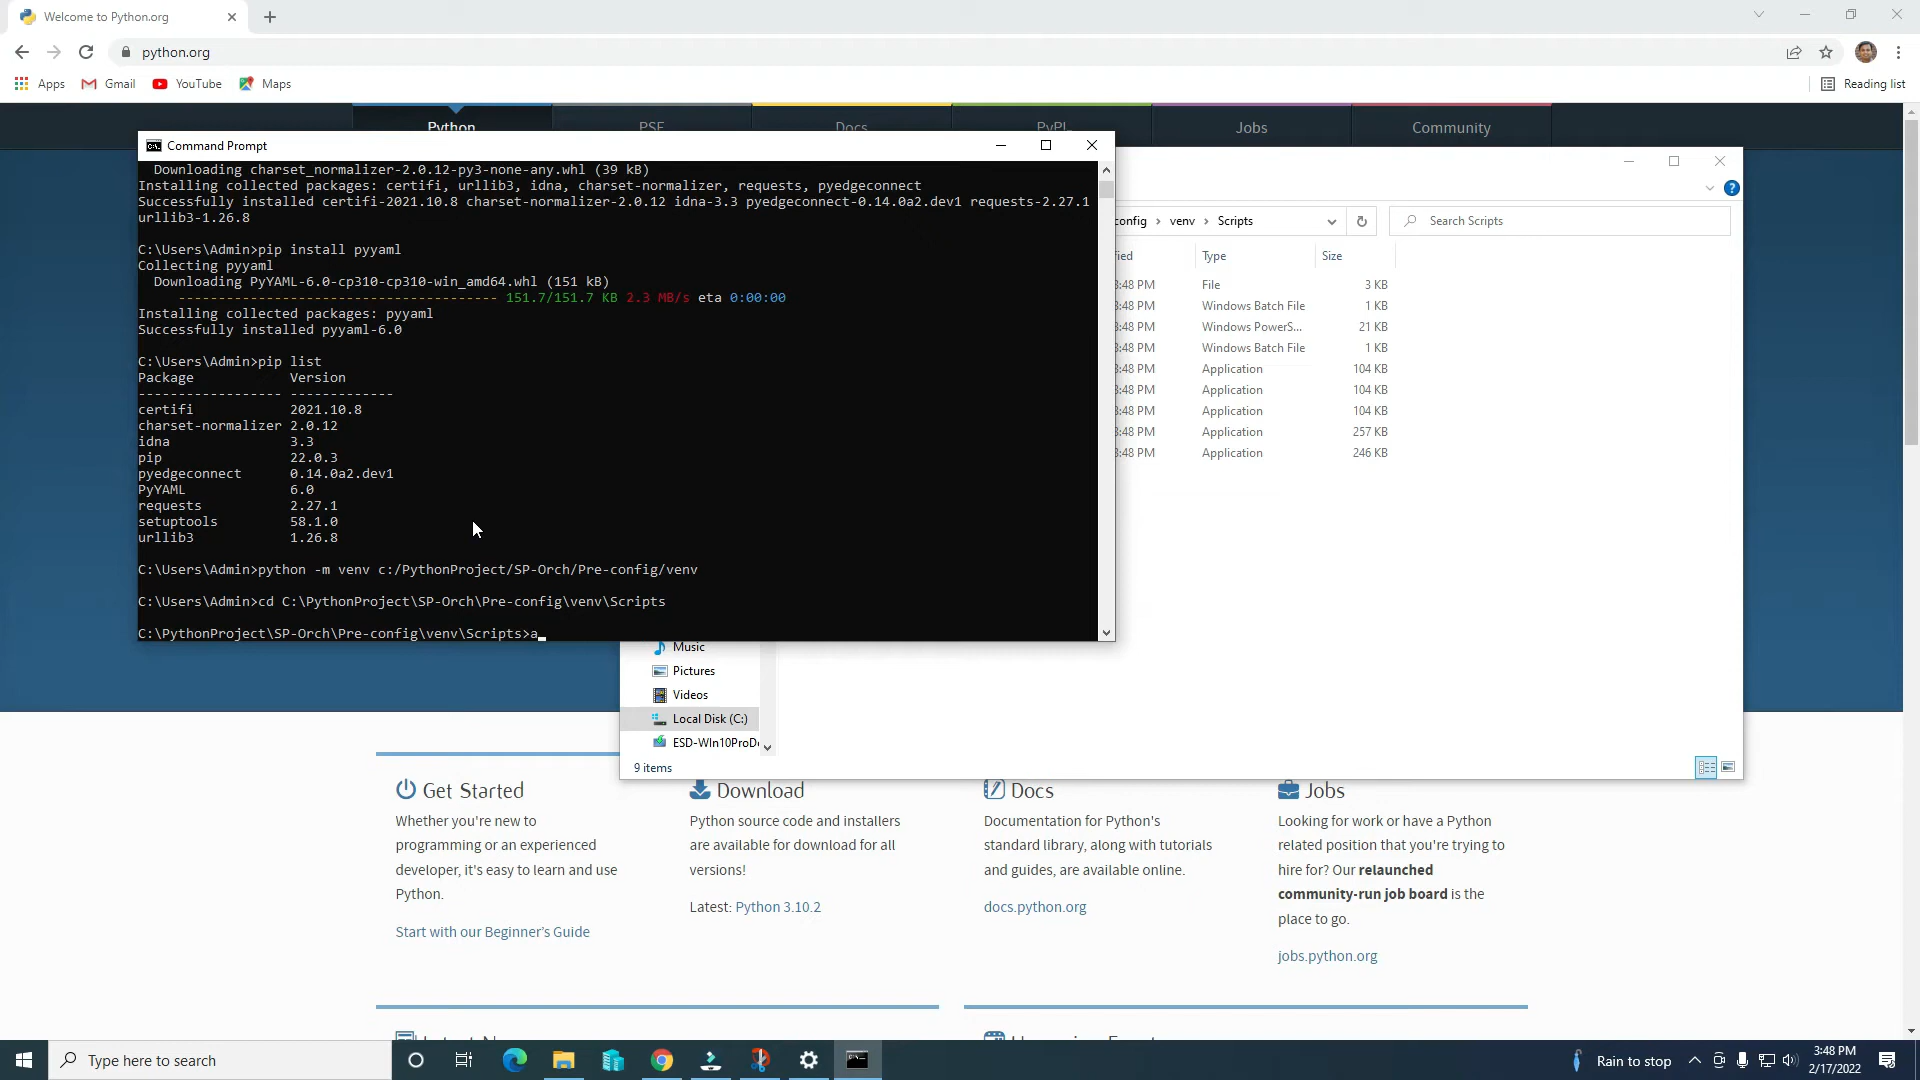 Welcome to Python.org
python.org
Apps
Gmail
YouTube
Maps
Reading list
Python
PSF
Docs
PyPI
Jobs
Community
Command Prompt
Downloading charset_normalizer-2.0.12-py3-none-any.whl (39 kB)
Installing collected packages: certifi, urllib3, idna, charset-normalizer, requests, pyedgeconnect
Successfully installed certifi-2021.10.8 charset-normalizer-2.0.12 idna-3.3 pyedgeconnect-0.14.0a2.dev1 requests-2.27.1
urllib3-1.26.8
C:\Users\Admin>pip install pyyaml
Collecting pyyaml
Downloading PyYAML-6.0-cp310-cp310-win_amd64.whl (151 kB)
---------------------------------------- 151.7/151.7 KB 2.3 MB/s eta 0:00:00
Installing collected packages: pyyaml
Successfully installed pyyaml-6.0
C:\Users\Admin>pip list
Package Version
------------------ -------------
certifi 2021.10.8
charset-normalizer 2.0.12
idna 3.3
pip 22.0.3
pyedgeconnect 0.14.0a2.dev1
PyYAML 6.0
requests 2.27.1
setuptools 58.1.0
urllib3 1.26.8
C:\Users\Admin>python -m venv c:/PythonProject/SP-Orch/Pre-config/venv
C:\Users\Admin>cd C:\PythonProject\SP-Orch\Pre-config\venv\Scripts
C:\PythonProject\SP-Orch\Pre-config\venv\Scripts>a_
config > venv > Scripts
Search Scripts
fied Type Size
3:48 PM File 3 KB
3:48 PM Windows Batch File 1 KB
3:48 PM Windows PowerS... 21 KB
3:48 PM Windows Batch File 1 KB
3:48 PM Application 104 KB
3:48 PM Application 104 KB
3:48 PM Application 104 KB
3:48 PM Application 257 KB
3:48 PM Application 246 KB
Music
Pictures
Videos
Local Disk (C:)
ESD-WIn10ProD
9 items
Get Started
Whether you're new to
programming or an experienced
developer, it's easy to learn and use
Python.
Start with our Beginner's Guide
Download
Python source code and installers
are available for download for all
versions!
Latest: Python 3.10.2
Docs
Documentation for Python's
standard library, along with tutorials
and guides, are available online.
docs.python.org
Jobs
Looking for work or have a Python
related position that you're trying to
hire for? Our relaunched
community-run job board is the
place to go.
jobs.python.org
Type here to search
Rain to stop
3:48 PM
2/17/2022